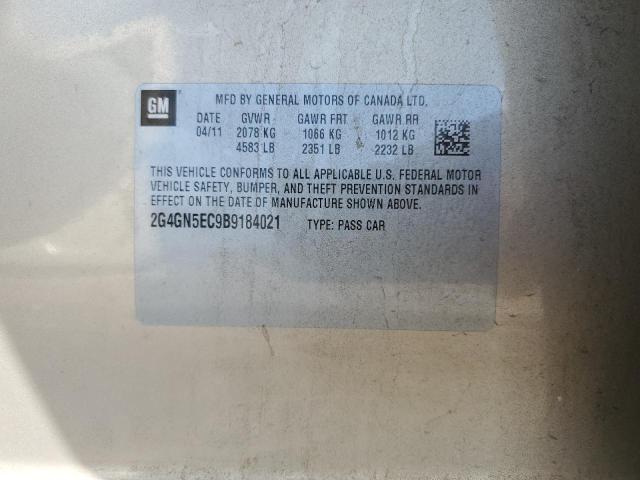 GM
MFD BY GENERAL MOTORS OF CANADA LTD.
DATE GVWR GAWR FRT GAWR RR
04/11 2078 KG 1066 KG 1012 KG
4583 LB 2351 LB 2232 LB
THIS VEHICLE CONFORMS TO ALL APPLICABLE U.S. FEDERAL MOTOR
VEHICLE SAFETY, BUMPER, AND THEFT PREVENTION STANDARDS IN
EFFECT ON THE DATE OF MANUFACTURE SHOWN ABOVE.
2G4GN5EC9B9184021 TYPE: PASS CAR